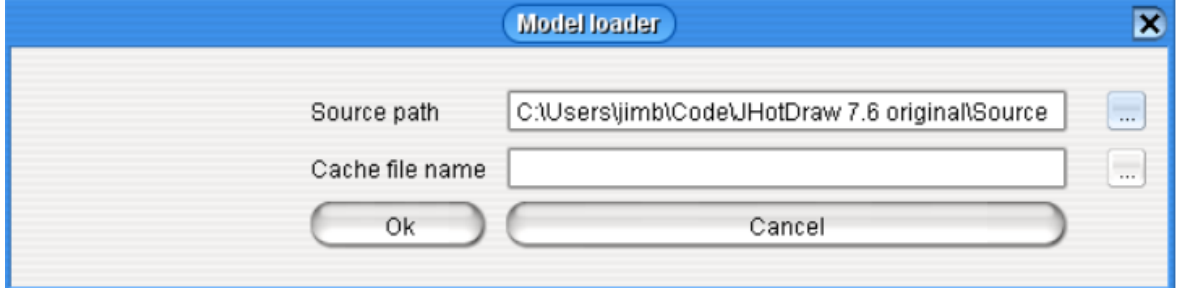 Model loader
Source path C:\Users\jimb\Code\JHotDraw 7.6 original\Source ...
Cache file name ...
Ok Cancel